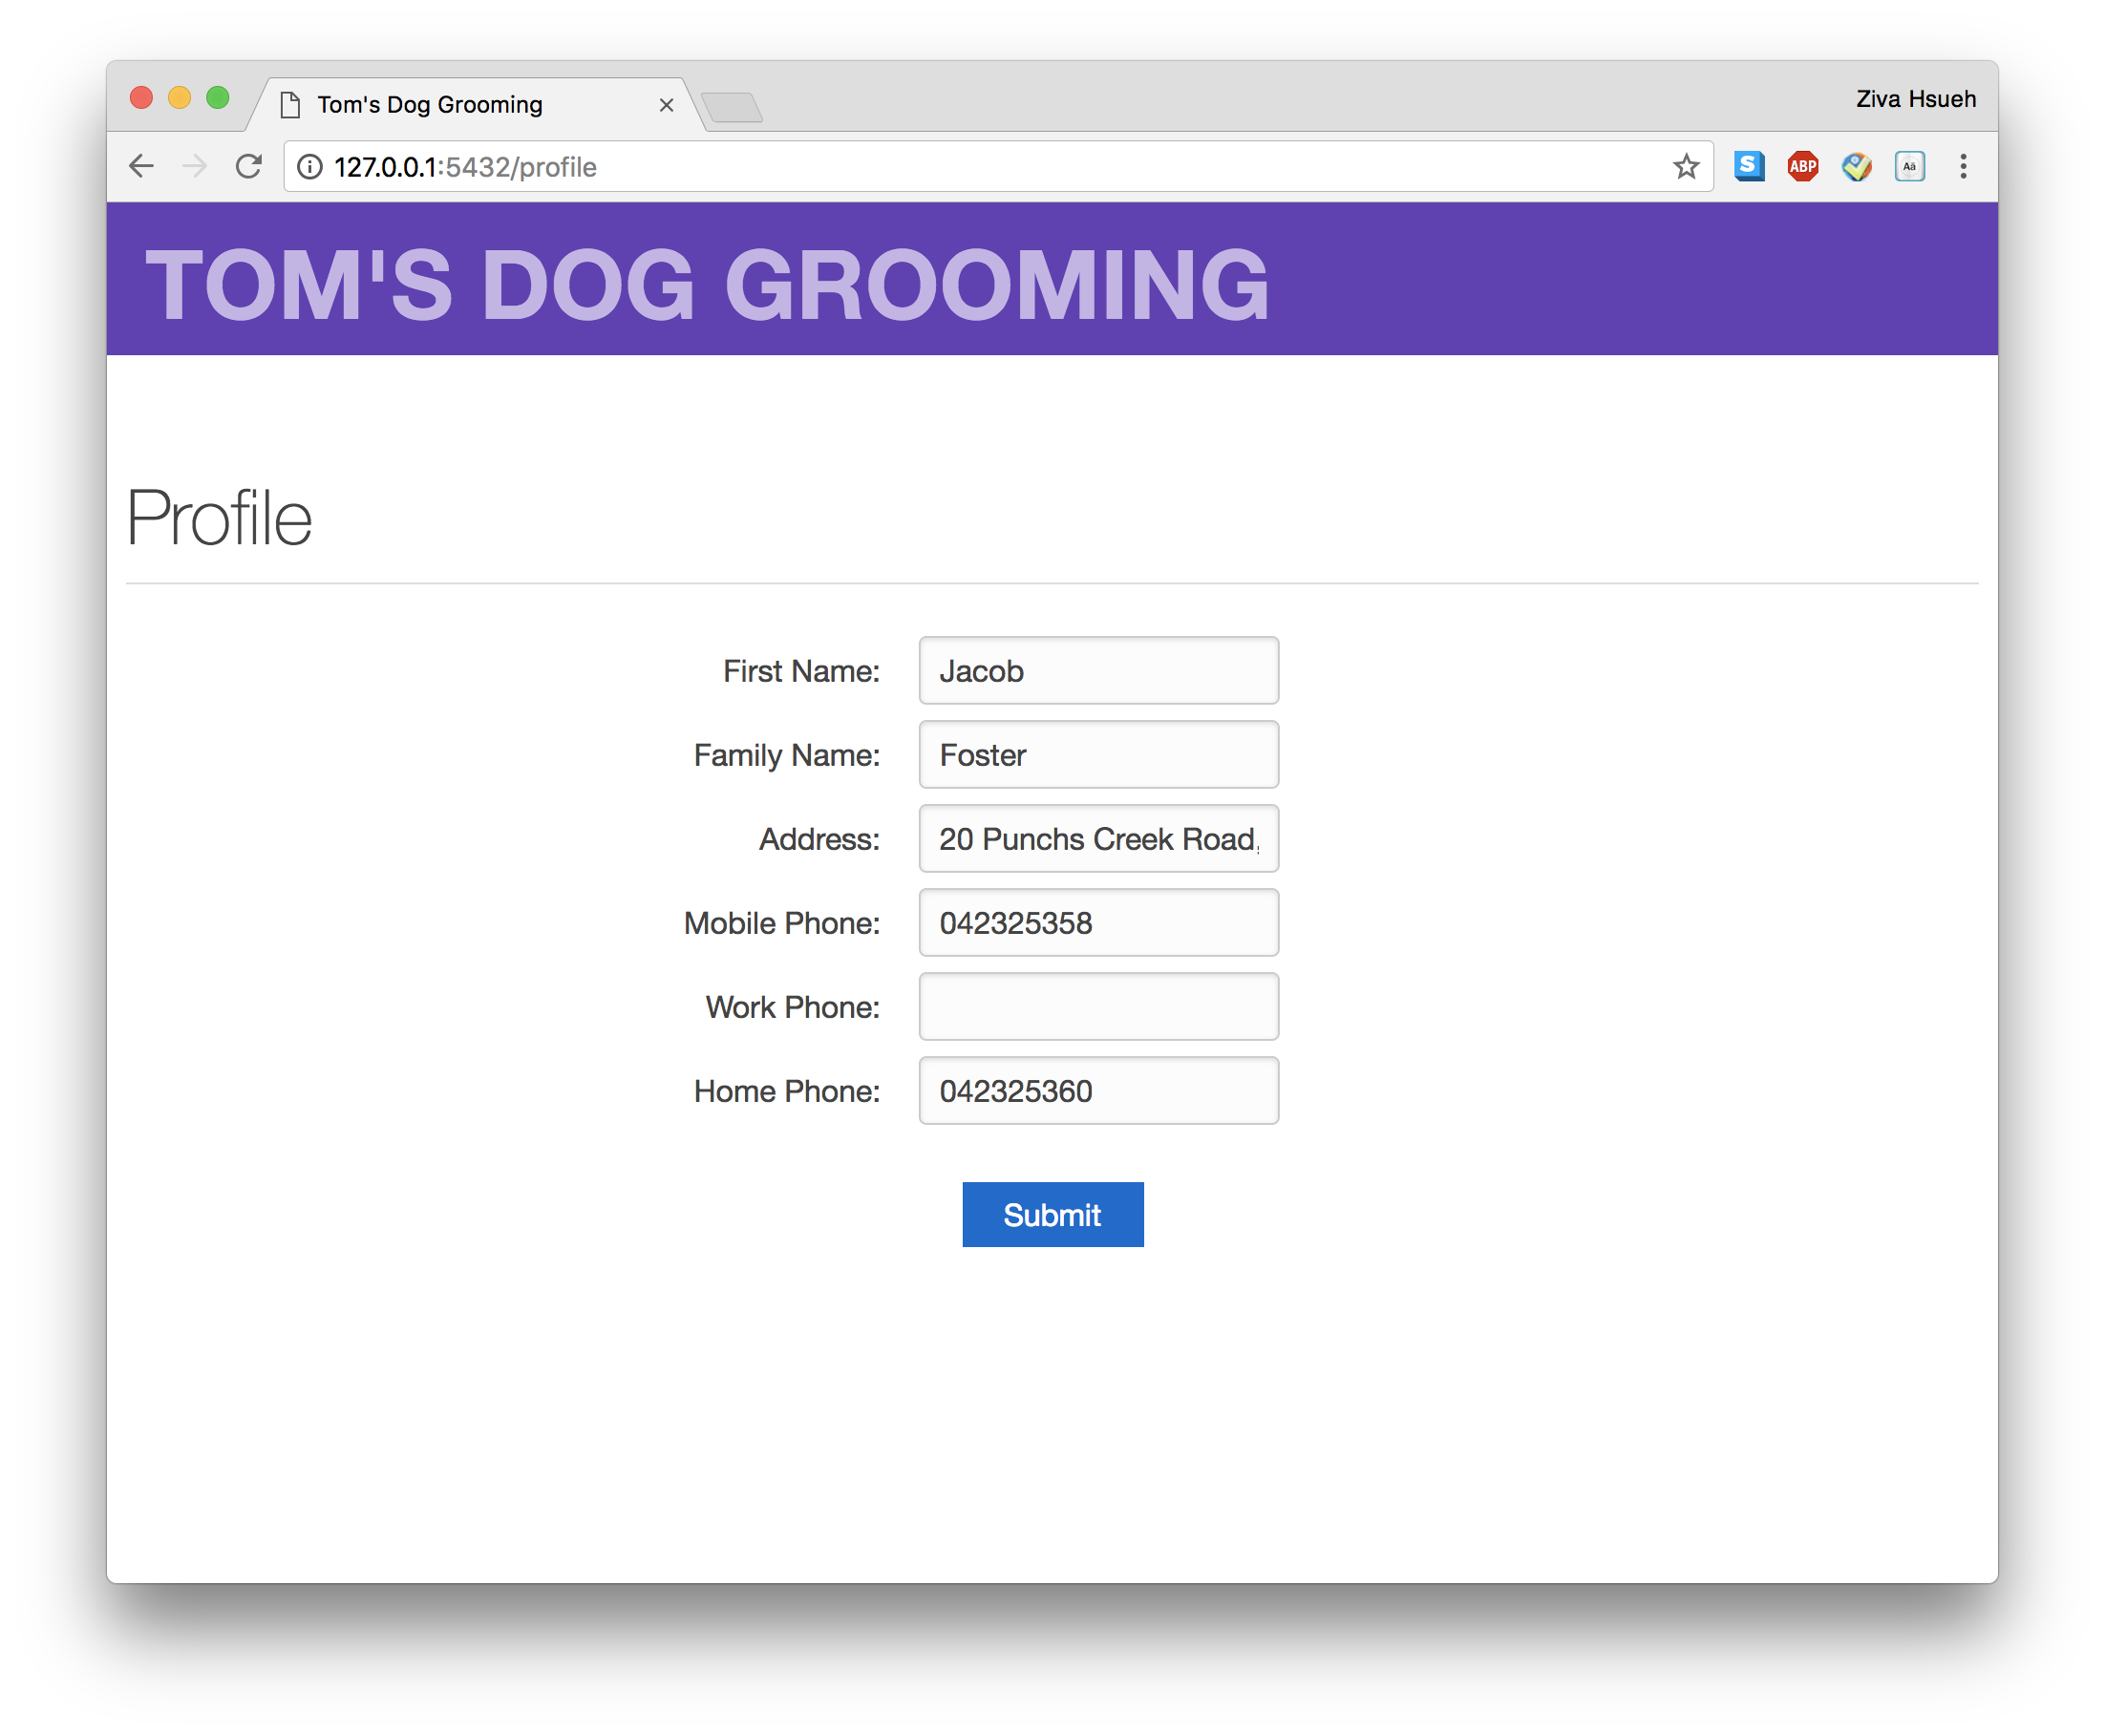 Tom's Dog Grooming
Ziva Hsueh
127.0.0.1:5432/profile
S
ABP
Aä
TOM'S DOG GROOMING
Profile
First Name: Jacob
Family Name: Foster
Address: 20 Punchs Creek Road,
Mobile Phone: 042325358
Work Phone:
Home Phone: 042325360
Submit